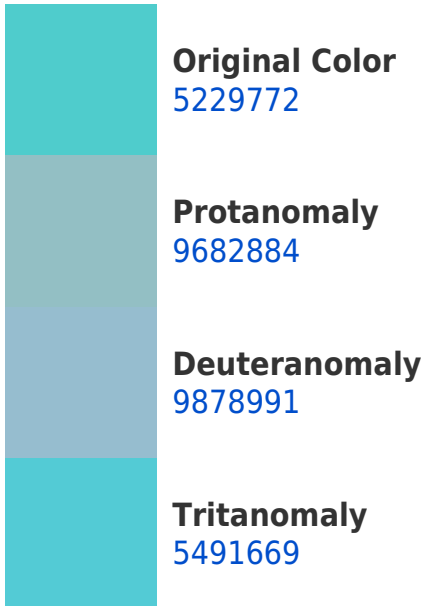 Original Color
5229772
Protanomaly
9682884
Deuteranomaly
9878991
Tritanomaly
5491669